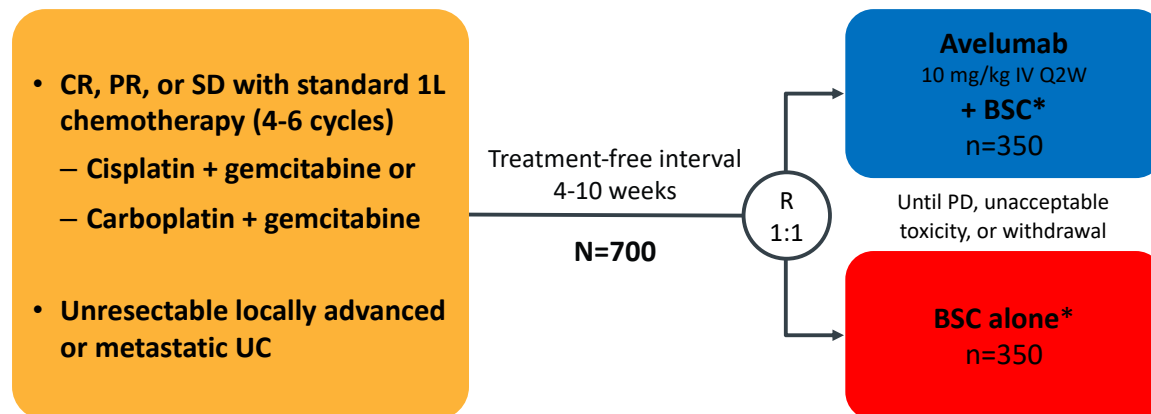 • CR, PR, or SD with standard 1L
chemotherapy (4-6 cycles)
– Cisplatin + gemcitabine or
– Carboplatin + gemcitabine
• Unresectable locally advanced
or metastatic UC
Treatment-free interval
4-10 weeks
N=700
R
1:1
Avelumab
10 mg/kg IV Q2W
+ BSC*
n=350
Until PD, unacceptable
toxicity, or withdrawal
BSC alone*
n=350